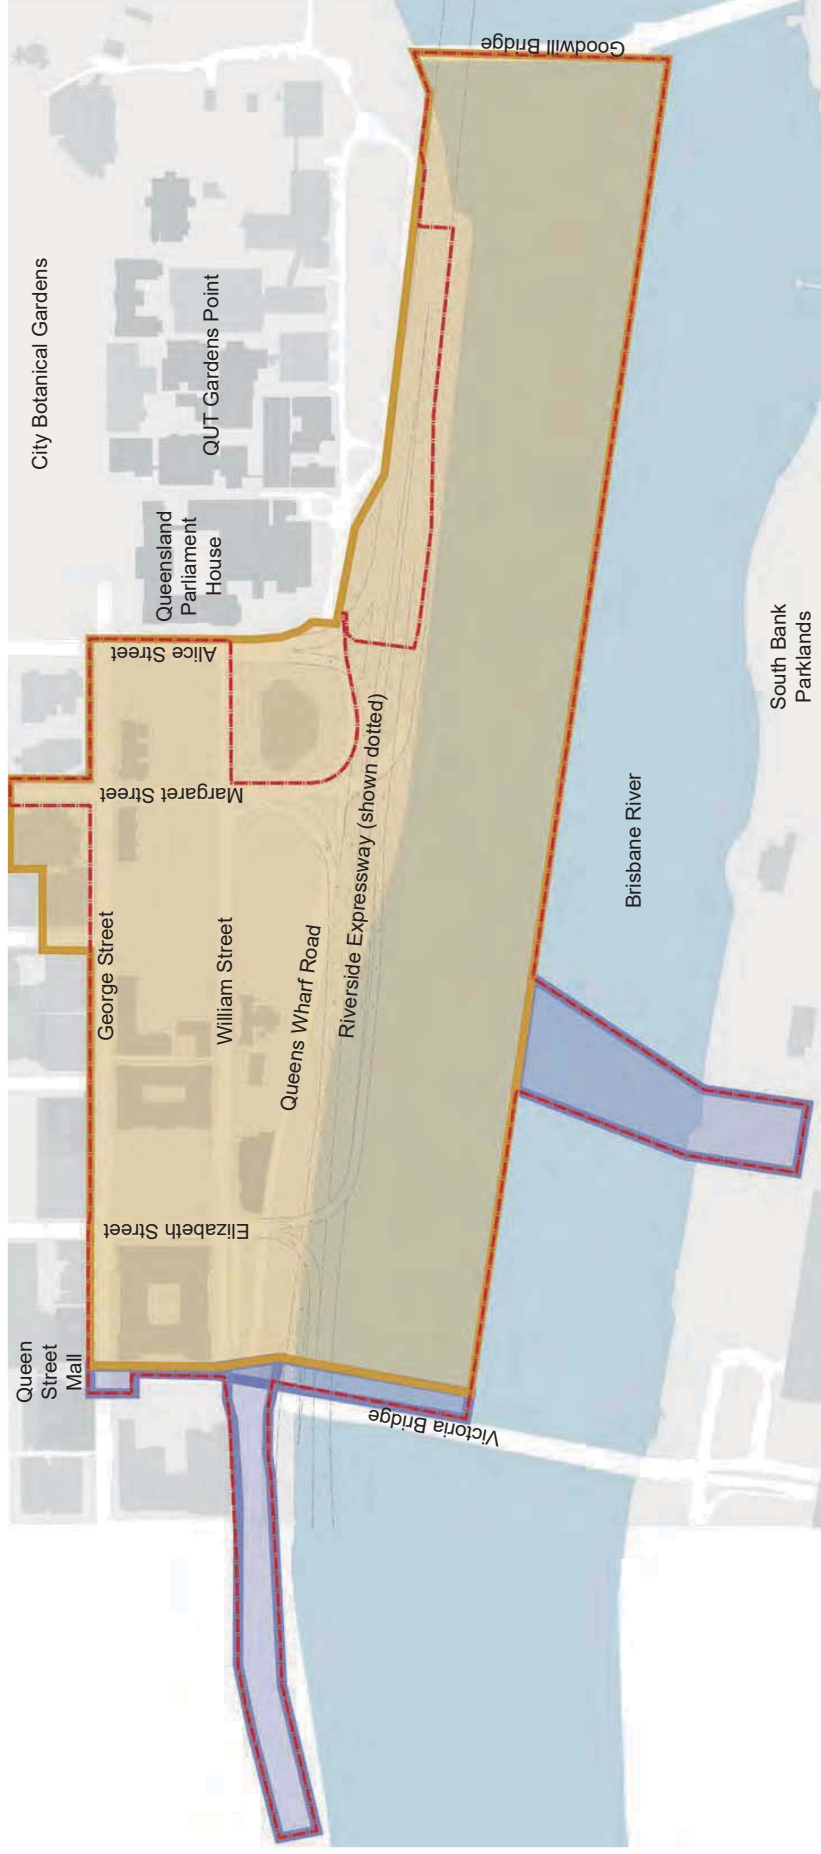 City Botanical Gardens
QUT Gardens Point
Queensland
Parliament
House
Goodwill Bridge
Alice Street
Margaret Street
George Street
William Street
Queens Wharf Road
Riverside Expressway (shown dotted)
Elizabeth Street
Queen
Street
Mall
Victoria Bridge
Brisbane River
South Bank
Parklands